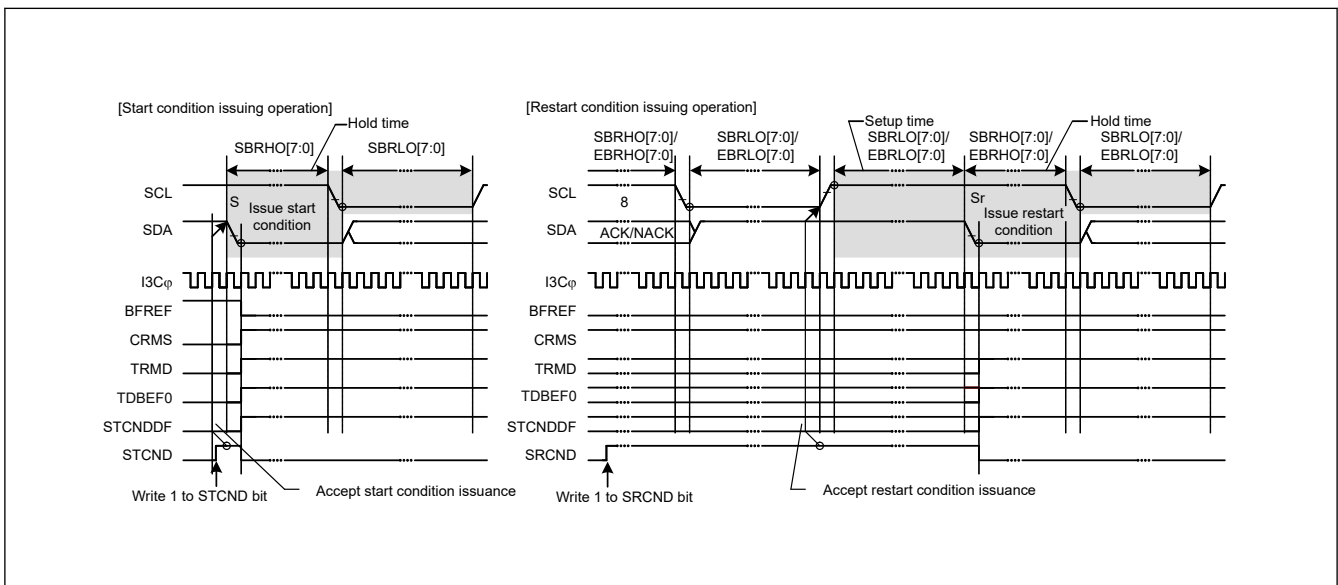 [Start condition issuing operation]
Hold time
SBRHO[7:0]
SBRLO[7:0]
SCL
S
Issue start
condition
SDA
I3Cφ
BFREF
CRMS
TRMD
TDBEF0
STCNDDF
STCND
Write 1 to STCND bit
Accept start condition issuance
[Restart condition issuing operation]
SBRHO[7:0]/
EBRHO[7:0]
SBRLO[7:0]/
EBRLO[7:0]
Setup time
SBRLO[7:0]/
EBRLO[7:0]
SBRHO[7:0]/
EBRHO[7:0]
Hold time
SBRLO[7:0]/
EBRLO[7:0]
SCL
8
Sr
Issue restart
condition
SDA
ACK/NACK
I3Cφ
BFREF
CRMS
TRMD
TDBEF0
STCNDDF
SRCND
Write 1 to SRCND bit
Accept restart condition issuance